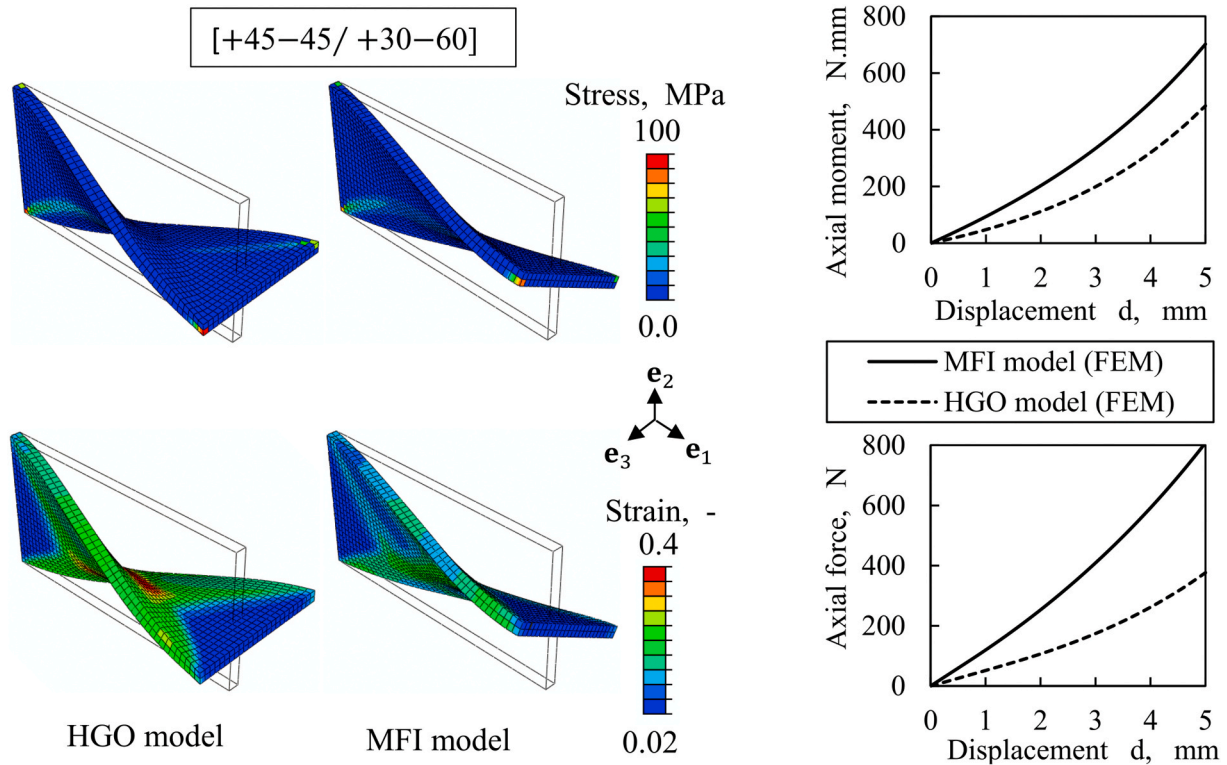 [+45−45/ +30−60]
Stress, MPa
100
0.0
e₂
e₃
e₁
Strain, -
0.4
0.02
HGO model
MFI model
Axial moment, N.mm
800
600
400
200
0
0 1 2 3 4 5
Displacement d, mm
MFI model (FEM)
HGO model (FEM)
Axial force, N
800
600
400
200
0
0 1 2 3 4 5
Displacement d, mm